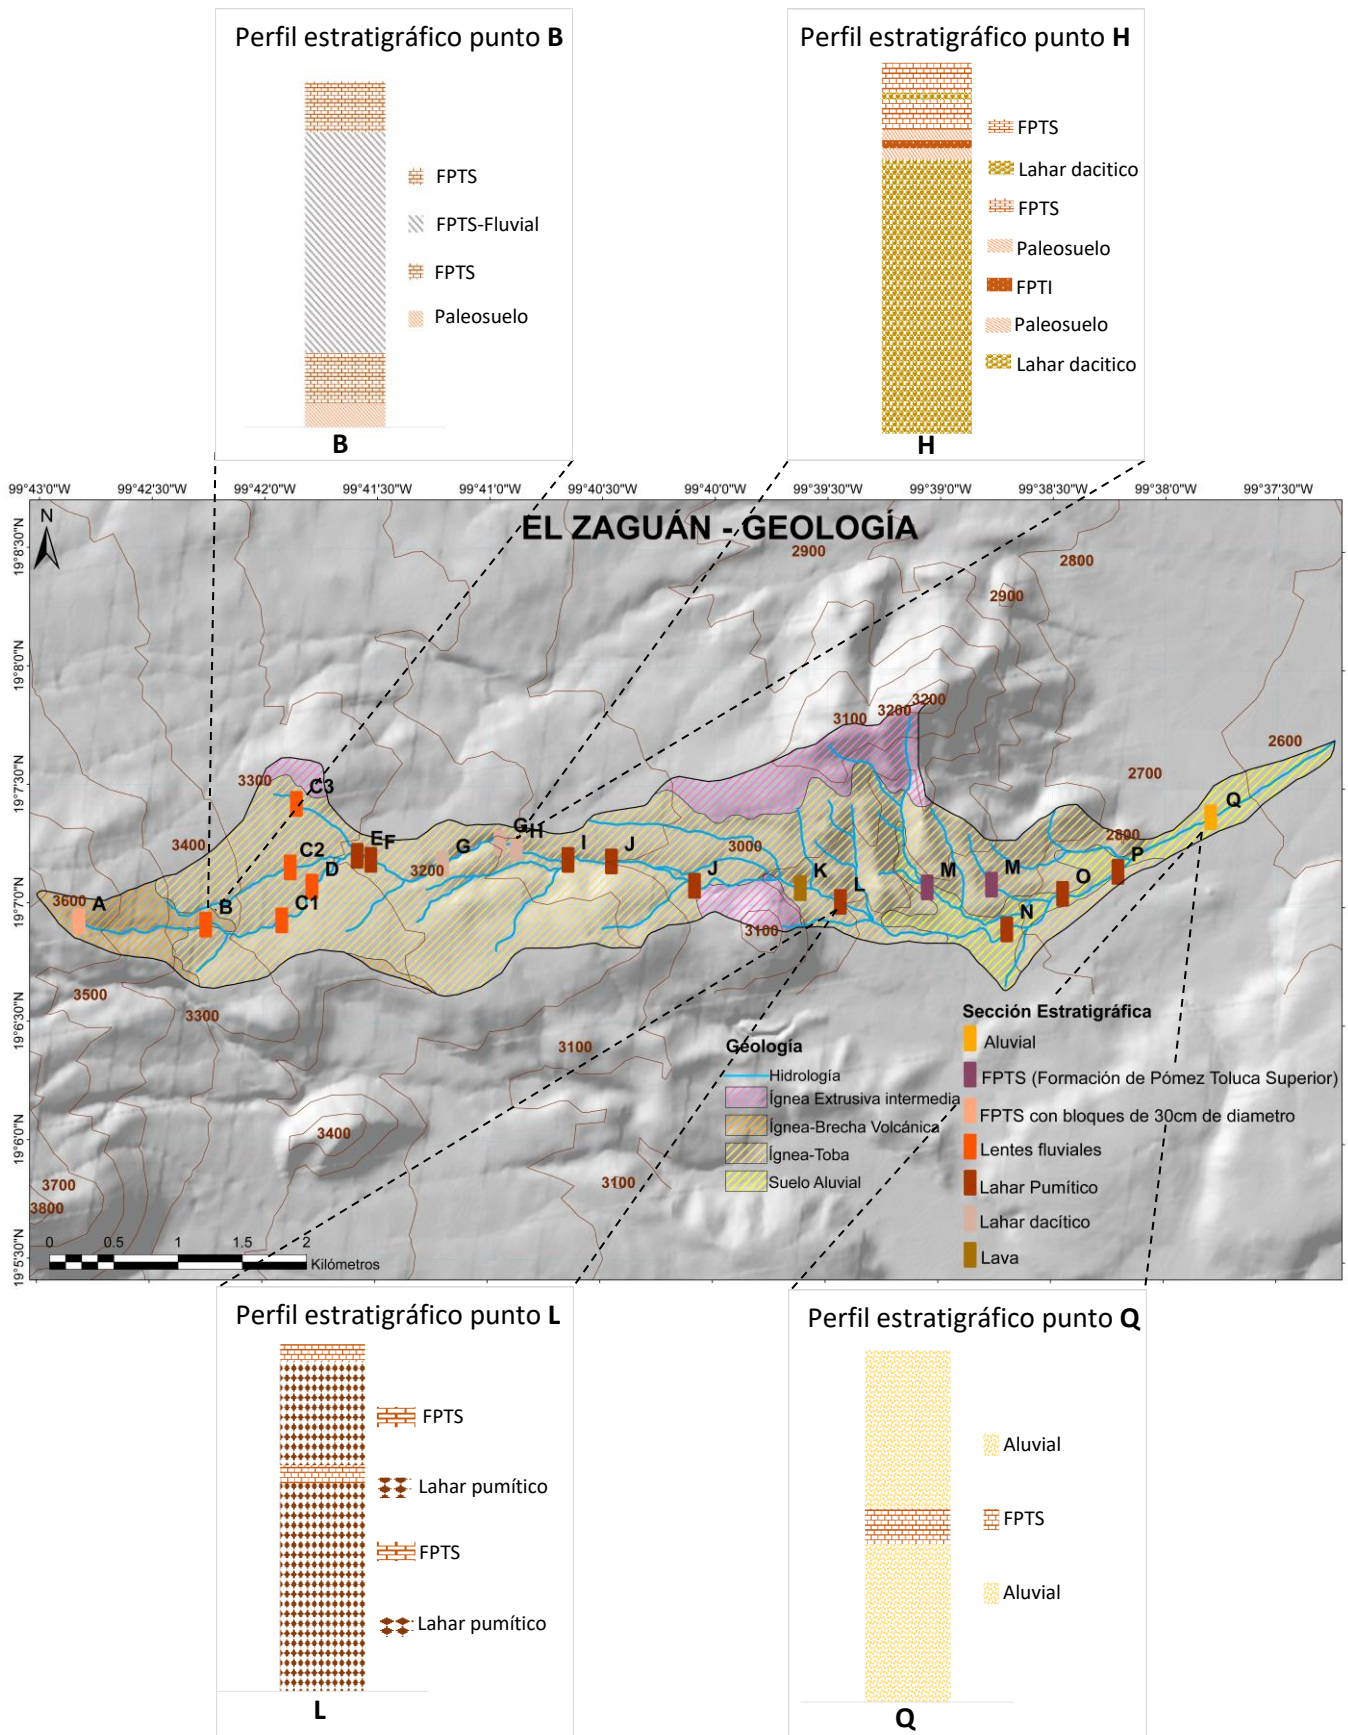 Perfil estratigráfico punto B
FPTS
FPTS-Fluvial
FPTS
Paleosuelo
B
Perfil estratigráfico punto H
FPTS
Lahar dacitico
FPTS
Paleosuelo
FPTI
Paleosuelo
Lahar dacitico
H
99°43'0"W 99°42'30"W 99°42'0"W 99°41'30"W 99°41'0"W 99°40'30"W 99°40'0"W 99°39'30"W 99°39'0"W 99°38'30"W 99°38'0"W 99°37'30"W
N
EL ZAGUÁN - GEOLOGÍA
19°8'30"N
19°8'0"N
19°7'30"N
19°7'0"N
19°6'30"N
19°6'0"N
19°5'30"N
2900
2800
2900
3200
3200
3100
2600
2700
3300
C3
Q
3400
E F
G
G H
I
J
3000
2800
C2
D
3200
P
J
K
M
M
O
3600
A
B
C1
L
N
3100
3500
3300
3100
3400
3100
3700
3800
0 0.5 1 1.5 2
Kilómetros
Geología
Hidrología
Ígnea Extrusiva intermedia
Ígnea-Brecha Volcánica
Ígnea-Toba
Suelo Aluvial
Sección Estratigráfica
Aluvial
FPTS (Formación de Pómez Toluca Superior)
FPTS con bloques de 30cm de diametro
Lentes fluviales
Lahar Pumítico
Lahar dacítico
Lava
Perfil estratigráfico punto L
FPTS
Lahar pumítico
FPTS
Lahar pumítico
L
Perfil estratigráfico punto Q
Aluvial
FPTS
Aluvial
Q